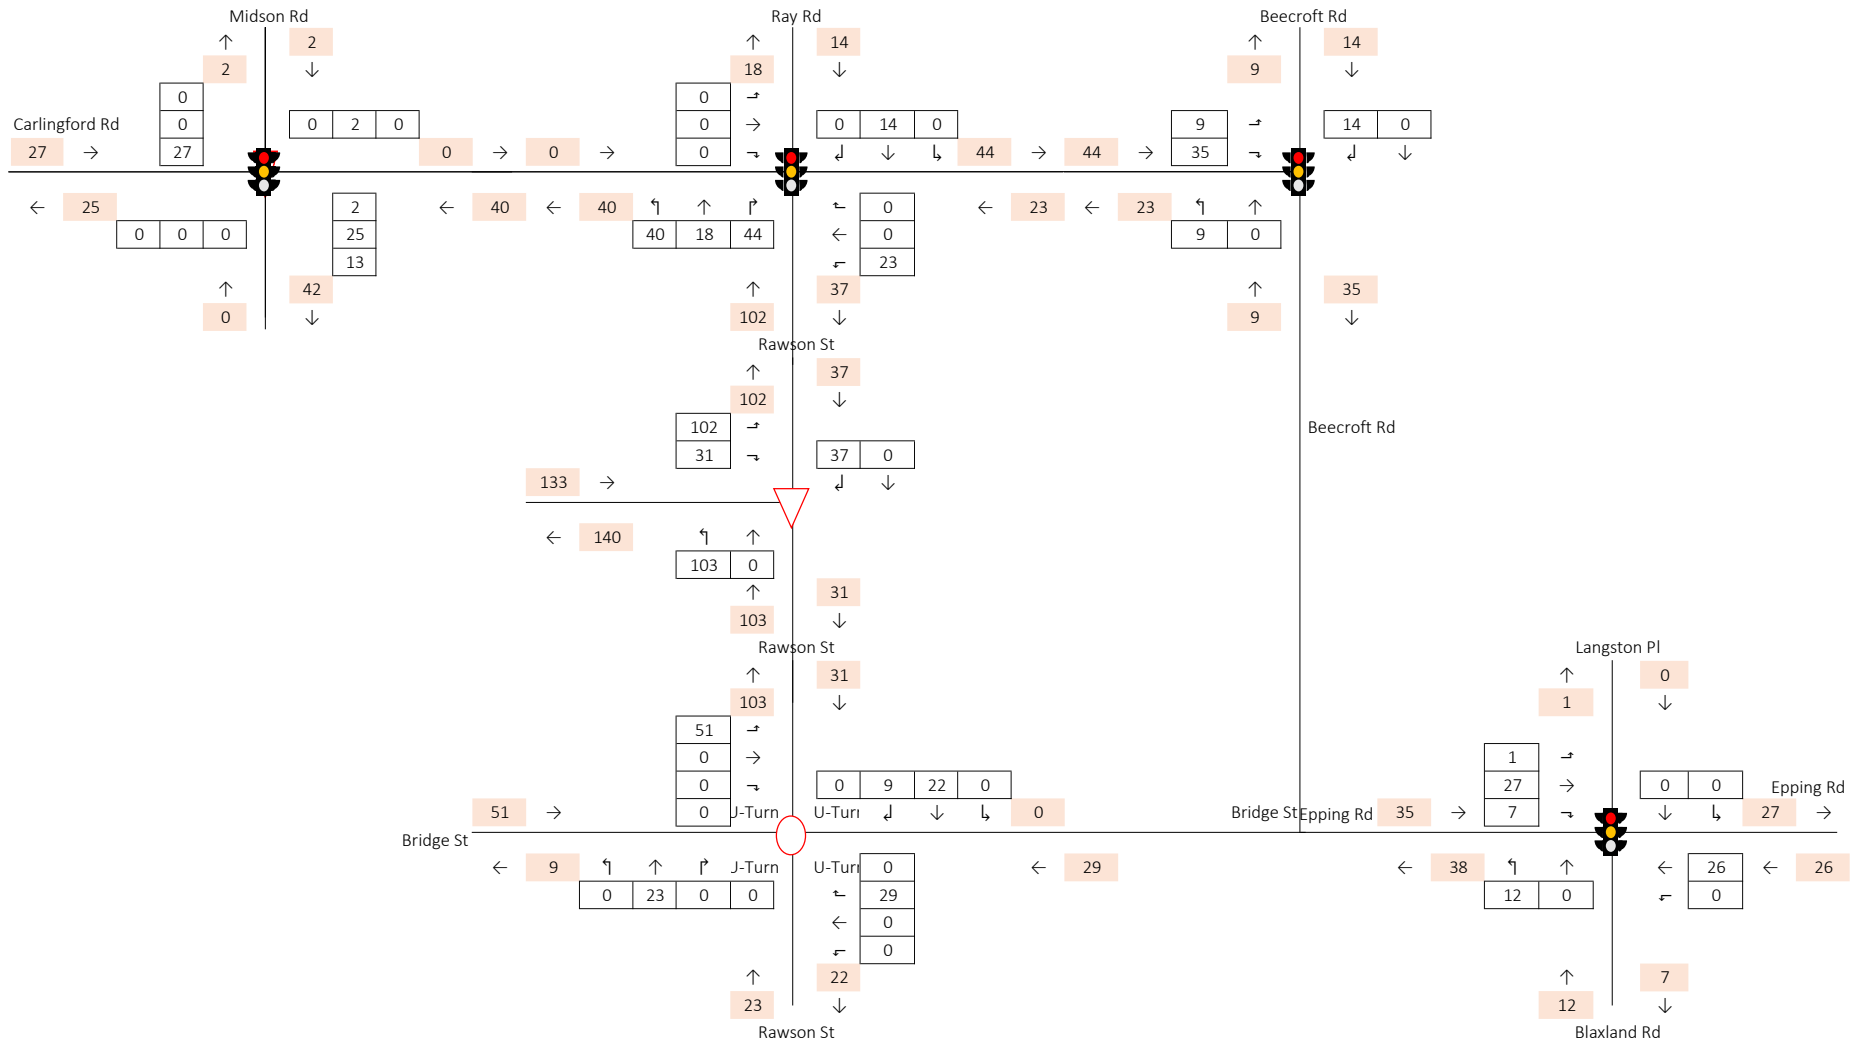 Midson Rd Ray Rd Beecroft Rd
↑ 2 ↑ 14 ↑ 14
2 ↓ 18 ↓ 9 ↓
0 0 ⬏
Carlingford Rd 0 0 2 0 0 → 0 14 0 9 ⬏ 14 0
27 → 27 0 → 0 → 0 ⬎ ↲ ↓ ↳ 44 → 44 → 35 ⬎ ↲ ↓
← 25 2 ← 40 ← 40 ↰ ↑ ↱ ⬑ 0 ← 23 ← 23 ↰ ↑
0 0 0 25 40 18 44 ← 0 9 0
13 ⬐ 23
↑ 42 ↑ 37 ↑ 35
0 ↓ 102 ↓ 9 ↓
Rawson St
↑ 37
102 ↓
102 ⬏ Beecroft Rd
31 ⬎ 37 0
133 → ↲ ↓
← 140 ↰ ↑
103 0
↑ 31
103 ↓
Rawson St Langston Pl
↑ 31 ↑ 0
103 ↓ 1 ↓
51 ⬏
0 → 1 ⬏
0 ⬎ 0 9 22 0 27 → 0 0 Epping Rd
51 → 0 U-Turn U-Turn ↲ ↓ ↳ 0 Bridge St Epping Rd 35 → 7 ⬎ ↓ ↳ 27 →
Bridge St
← 9 ↰ ↑ ↱ U-Turn U-Turn 0 ← 29 ← 38 ↰ ↑ ← 26 ← 26
0 23 0 0 ⬑ 29 12 0 ⬐ 0
← 0
⬐ 0
↑ 22 ↑ 7
23 ↓ 12 ↓
Rawson St Blaxland Rd